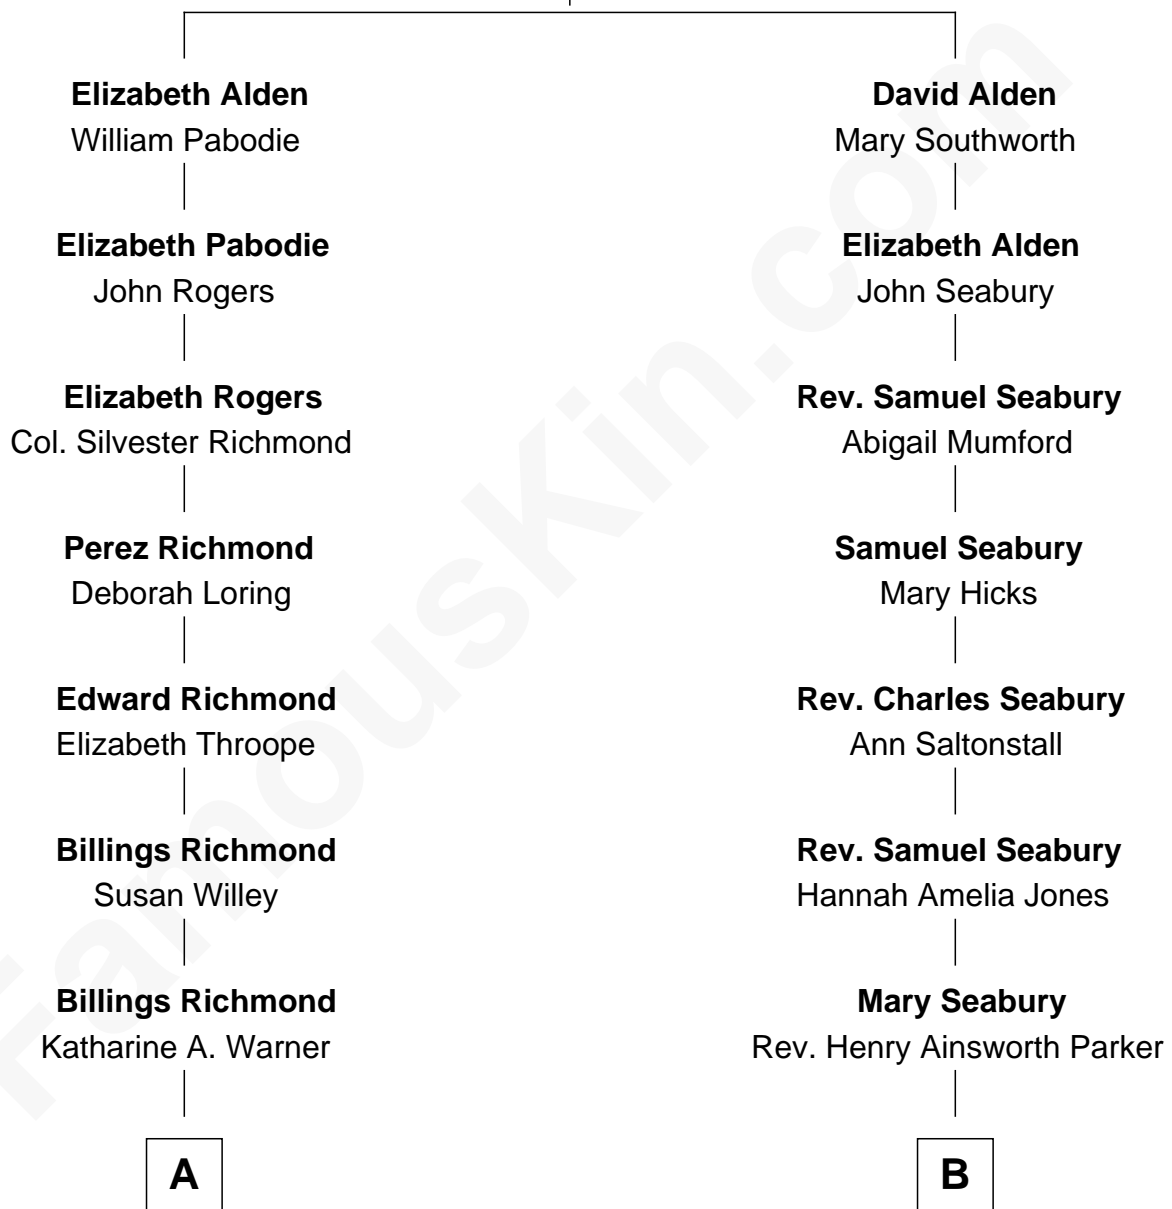 Elizabeth Alden
William Pabodie
David Alden
Mary Southworth
Elizabeth Pabodie
John Rogers
Elizabeth Alden
John Seabury
Elizabeth Rogers
Col. Silvester Richmond
Rev. Samuel Seabury
Abigail Mumford
Perez Richmond
Deborah Loring
Samuel Seabury
Mary Hicks
Edward Richmond
Elizabeth Throope
Rev. Charles Seabury
Ann Saltonstall
Billings Richmond
Susan Willey
Rev. Samuel Seabury
Hannah Amelia Jones
Billings Richmond
Katharine A. Warner
Mary Seabury
Rev. Henry Ainsworth Parker
A
B
FamousKin.com